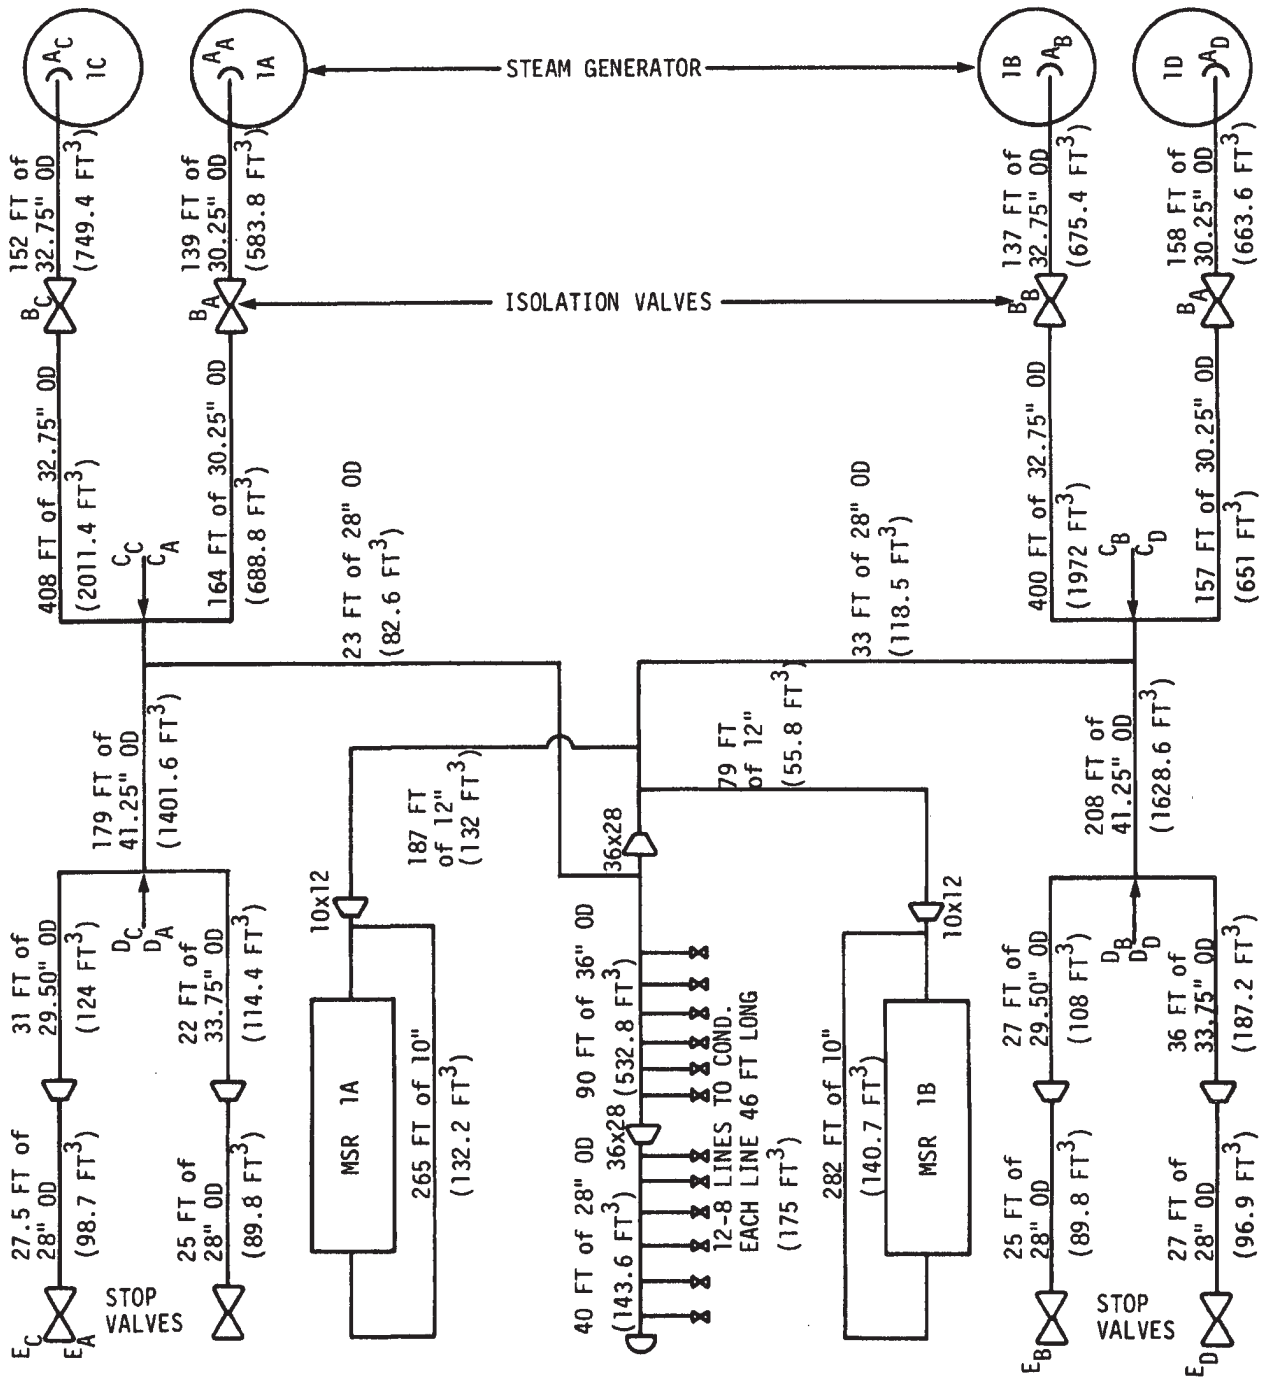 1C
A_C
1A
A_A
STEAM GENERATOR
1B
A_B
1D
A_D
152 FT of
32.75" OD
(749.4 FT³)
139 FT of
30.25" OD
(583.8 FT³)
137 FT of
32.75" OD
(675.4 FT³)
158 FT of
30.25" OD
(663.6 FT³)
B_C
B_A
ISOLATION VALVES
B_B
B_A
408 FT of 32.75" OD
(2011.4 FT³)
164 FT of 30.25" OD
(688.8 FT³)
400 FT of 32.75" OD
(1972 FT³)
157 FT of 30.25" OD
(651 FT³)
C_C
C_A
C_B
C_D
23 FT of 28" OD
(82.6 FT³)
33 FT of 28" OD
(118.5 FT³)
179 FT of
41.25" OD
(1401.6 FT³)
187 FT
of 12"
(132 FT³)
79 FT
of 12"
(55.8 FT³)
208 FT of
41.25" OD
(1628.6 FT³)
36x28
10x12
10x12
D_C
D_A
D_B
D_D
31 FT of
29.50" OD
(124 FT³)
22 FT of
33.75" OD
(114.4 FT³)
90 FT of 36" OD
(532.8 FT³)
27 FT of
29.50" OD
(108 FT³)
36 FT of
33.75" OD
(187.2 FT³)
MSR 1A
265 FT of 10"
(132.2 FT³)
36x28
12-8 LINES TO COND.
EACH LINE 46 FT LONG
(175 FT³)
282 FT of 10"
(140.7 FT³)
MSR 1B
27.5 FT of
28" OD
(98.7 FT³)
25 FT of
28" OD
(89.8 FT³)
40 FT of 28" OD
(143.6 FT³)
25 FT of
28" OD
(89.8 FT³)
27 FT of
28" OD
(96.9 FT³)
E_C
E_A
STOP
VALVES
E_B
STOP
VALVES
E_D